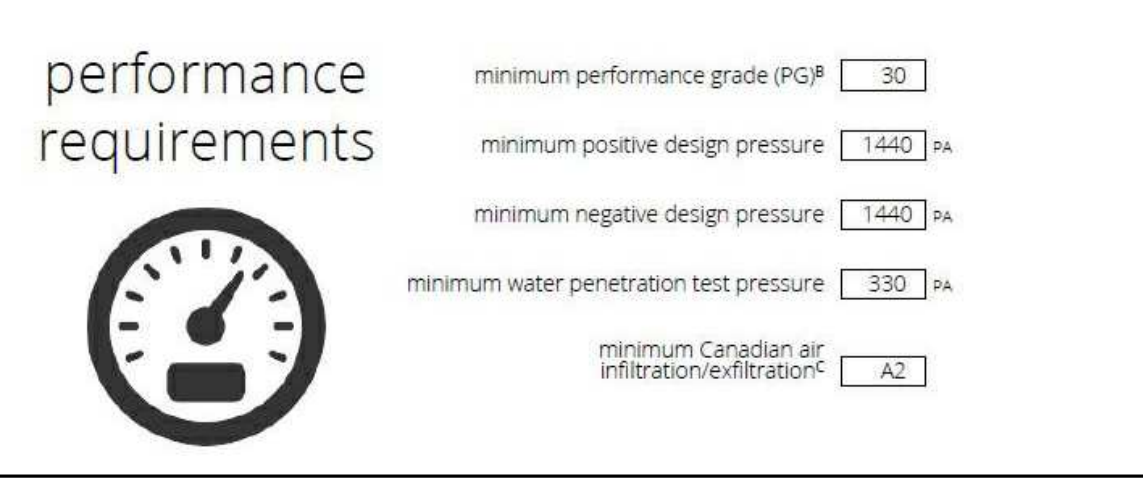 performance
requirements
minimum performance grade (PG)ᴮ 30
minimum positive design pressure 1440 PA
minimum negative design pressure 1440 PA
minimum water penetration test pressure 330 PA
minimum Canadian air
infiltration/exfiltrationᶜ A2